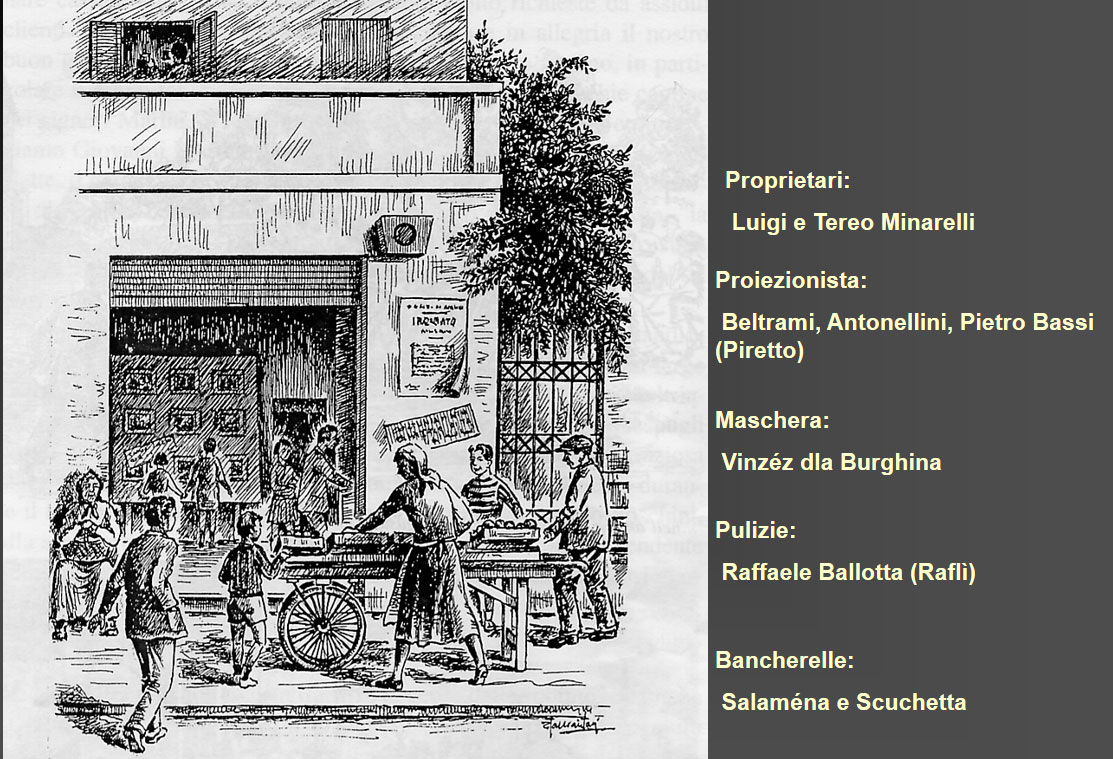 Proprietari:
Luigi e Tereo Minarelli
Proiezionista:
Beltrami, Antonellini, Pietro Bassi
(Piretto)
Maschera:
Vinzéz dla Burghina
Pulizie:
Raffaele Ballotta (Raflì)
Bancherelle:
Salaména e Scuchetta